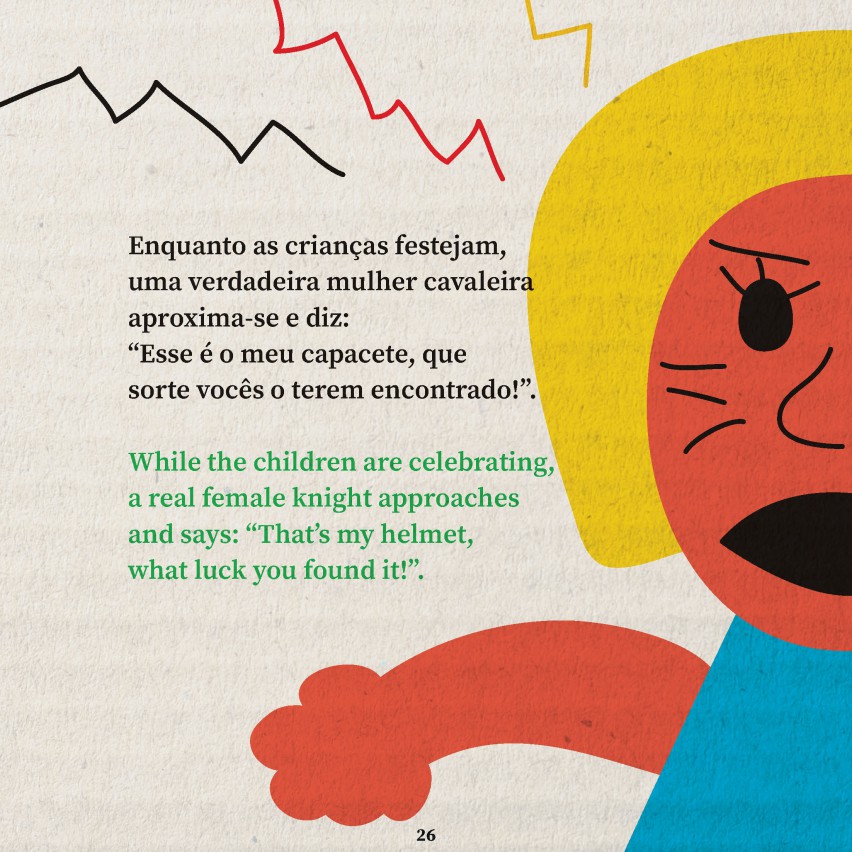 Enquanto as crianças festejam,
uma verdadeira mulher cavaleira
aproxima-se e diz:
“Esse é o meu capacete, que
sorte vocês o terem encontrado!”.
While the children are celebrating,
a real female knight approaches
and says: “That’s my helmet,
what luck you found it!”.
26